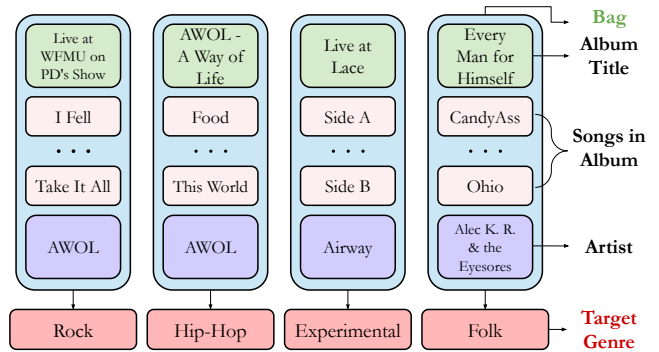 Live at
WFMU on
PD's Show
I Fell
• • •
Take It All
AWOL
Rock
AWOL -
A Way of
Life
Food
• • •
This World
AWOL
Hip-Hop
Live at
Lace
Side A
• • •
Side B
Airway
Experimental
Every
Man for
Himself
CandyAss
• • •
Ohio
Alec K. R.
& the
Eyesores
Folk
Bag
Album
Title
Songs in
Album
Artist
Target
Genre